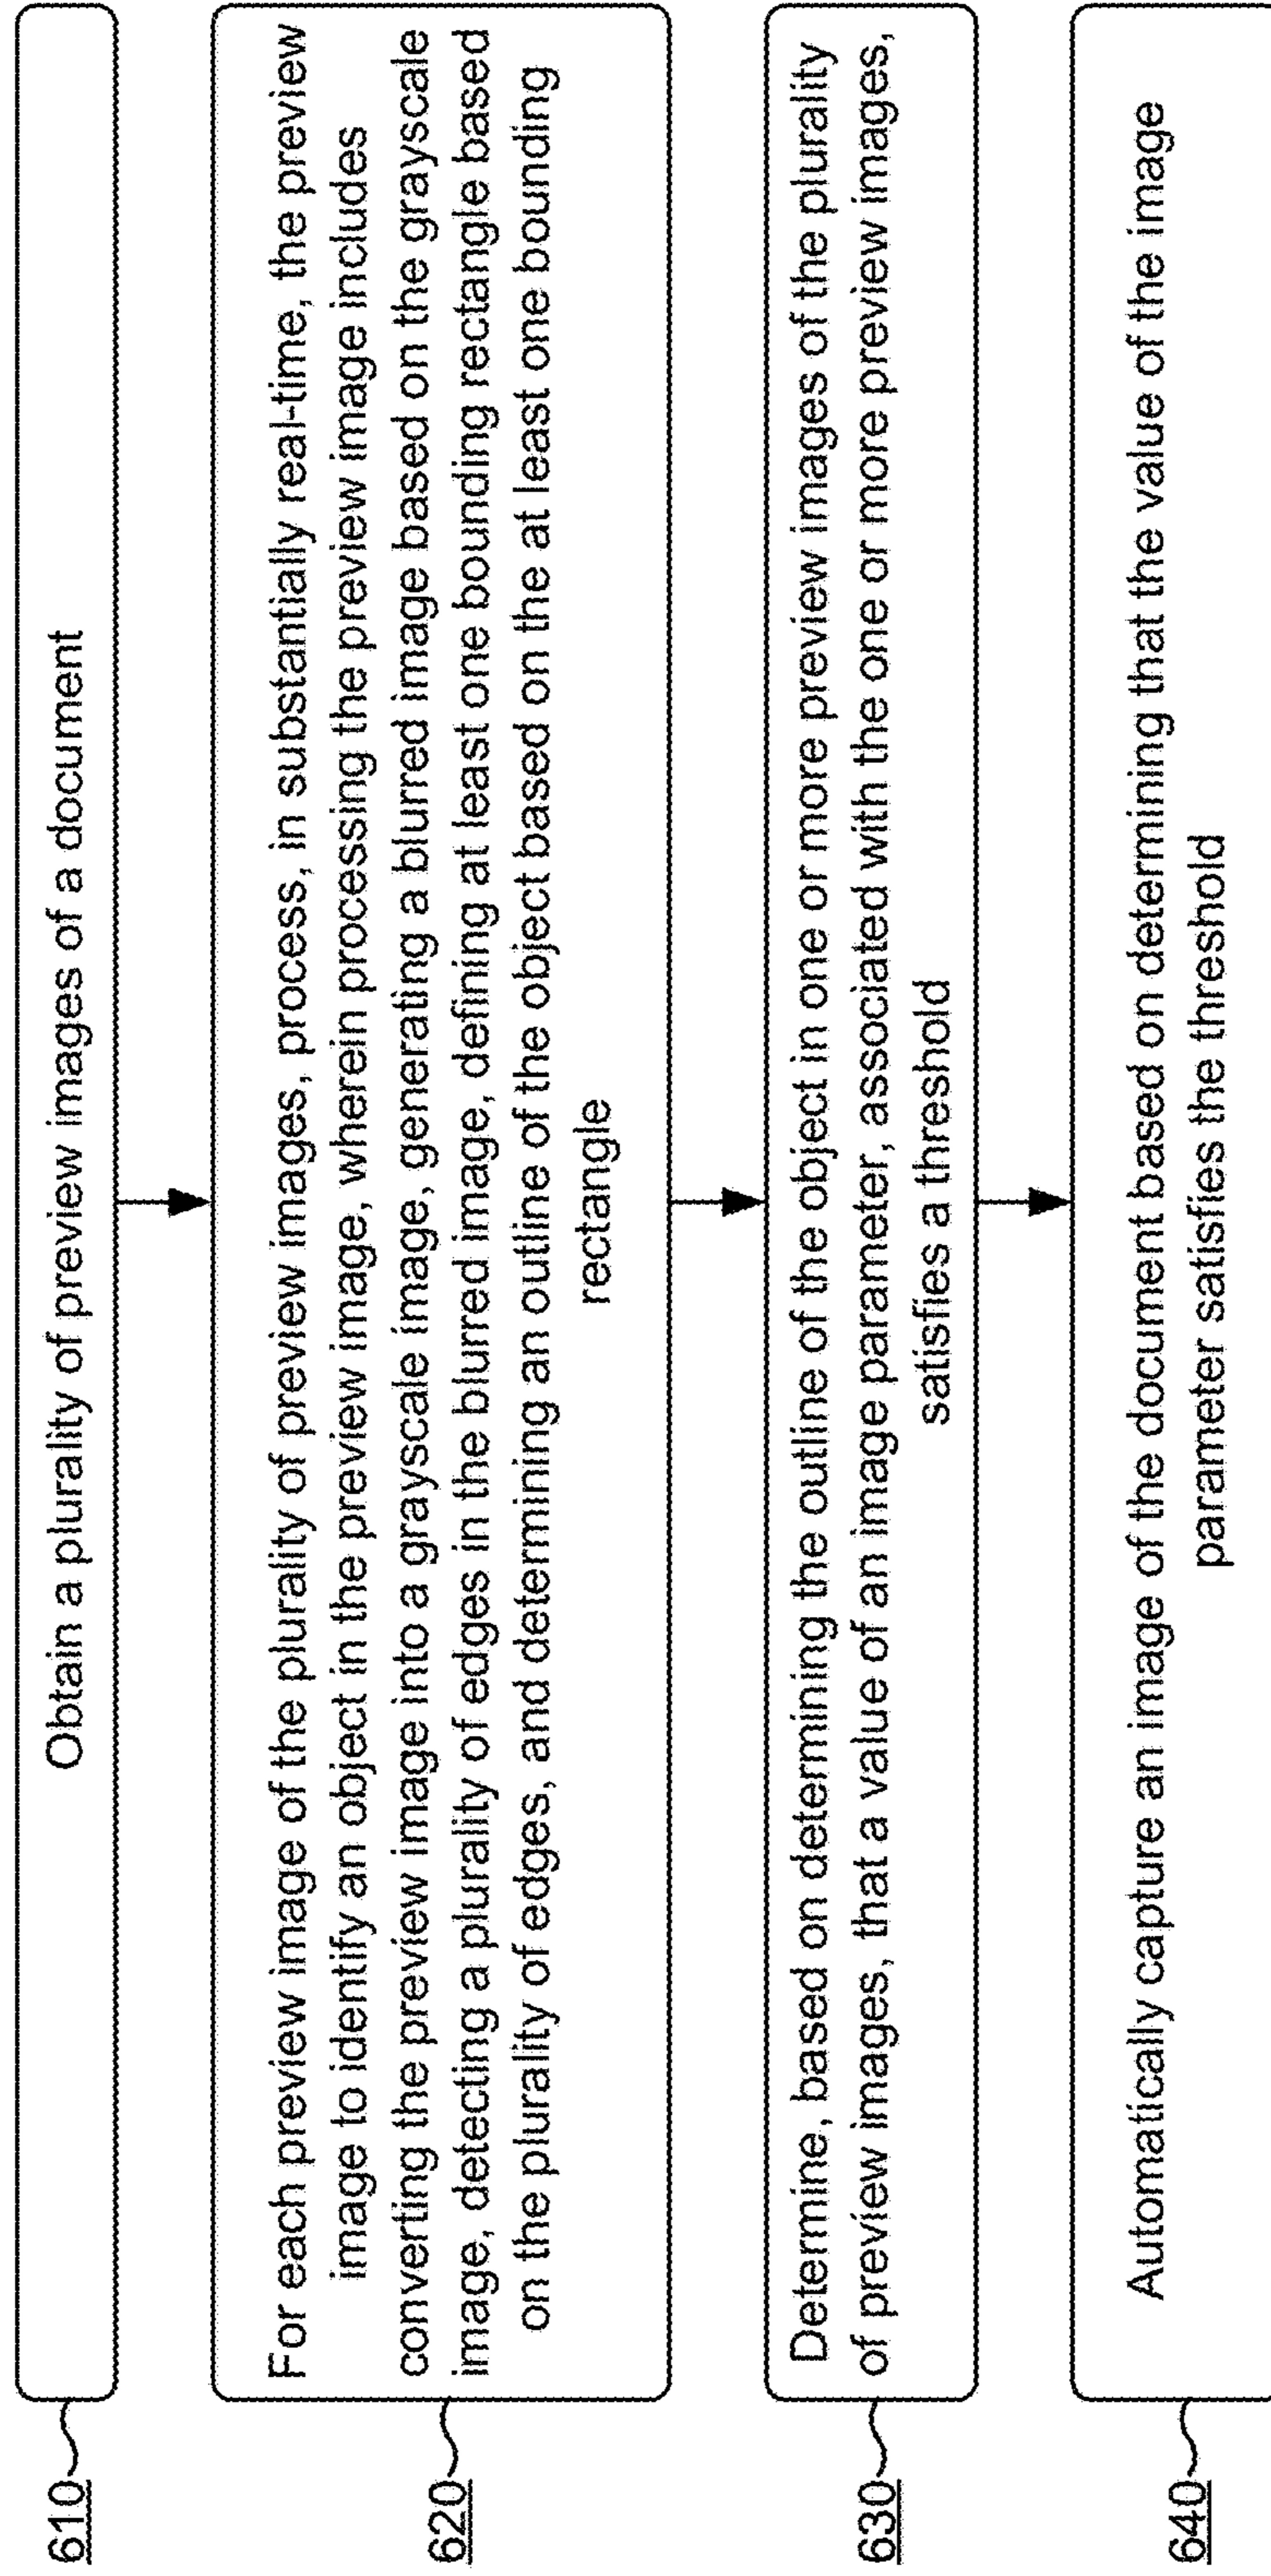 610
Obtain a plurality of preview images of a document
620
For each preview image of the plurality of preview images, process, in substantially real-time, the preview
image to identify an object in the preview image, wherein processing the preview image includes
converting the preview image into a grayscale image, generating a blurred image based on the grayscale
image, detecting a plurality of edges in the blurred image, defining at least one bounding rectangle based
on the plurality of edges, and determining an outline of the object based on the at least one bounding
rectangle
630
Determine, based on determining the outline of the object in one or more preview images of the plurality
of preview images, that a value of an image parameter, associated with the one or more preview images,
satisfies a threshold
640
Automatically capture an image of the document based on determining that the value of the image
parameter satisfies the threshold